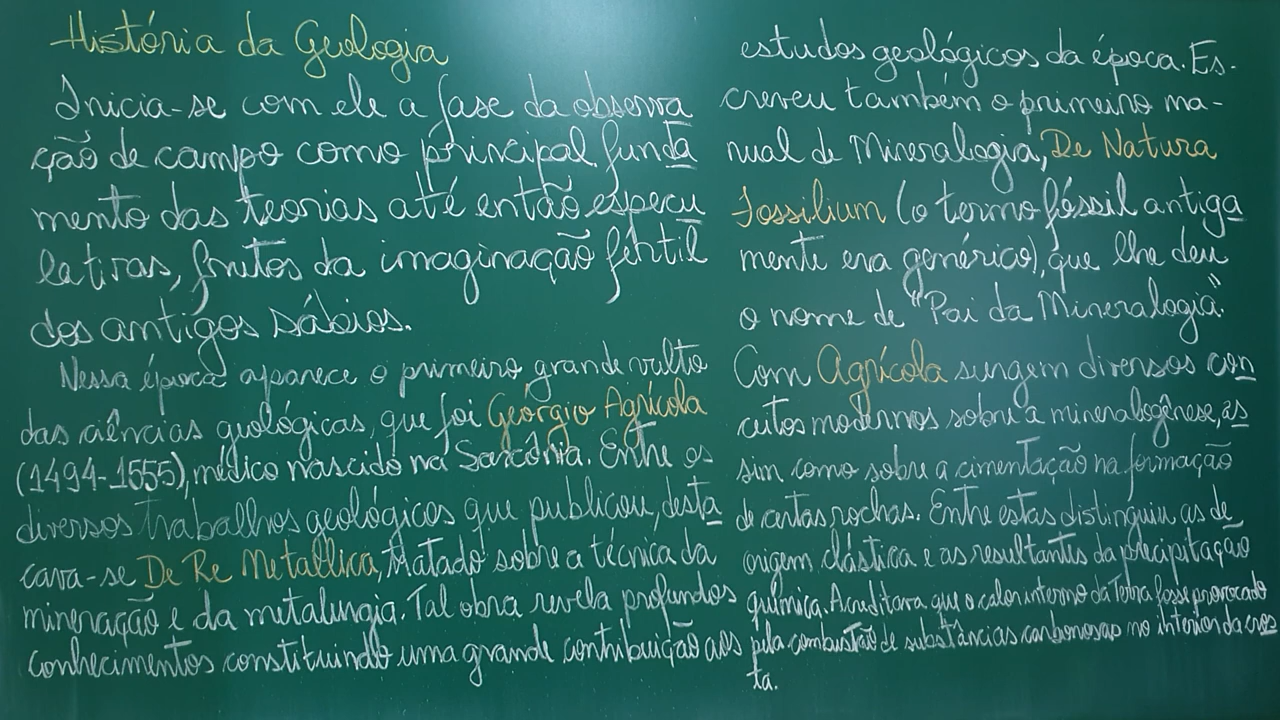 História da Geologia
Inicia-se com ele a fase da observa
ção de campo como principal funda
mento das teorias até então especu
lativas, frutos da imaginação fértil
dos antigos sábios.
Nessa época aparece o primeiro grande vulto
das ciências geológicas, que foi Geórgio Agrícola
(1494-1555), médico nascido na Saxônia. Entre os
diversos trabalhos geológicos que publicou, desta
cava-se De Re Metallica, tratado sobre a técnica da
mineração e da metalurgia. Tal obra revela profundos
conhecimentos constituindo uma grande contribuição aos
estudos geológicos da época. Es-
creveu também o primeiro ma-
nual de Mineralogia, De Natura
Fossilium (o termo fóssil antiga
mente era genérico), que lhe deu
o nome de "Pai da Mineralogia".
Com Agrícola surgem diversos con
ceitos modernos sobre a mineralogênese, as
sim como sobre a cimentação na formação
de certas rochas. Entre estas distinguiu as de
origem clástica e as resultantes da precipitação
química. Acreditava que o calor interno da Terra fosse provocado
pela combustão de substâncias carbonosas no interior da cros
ta.